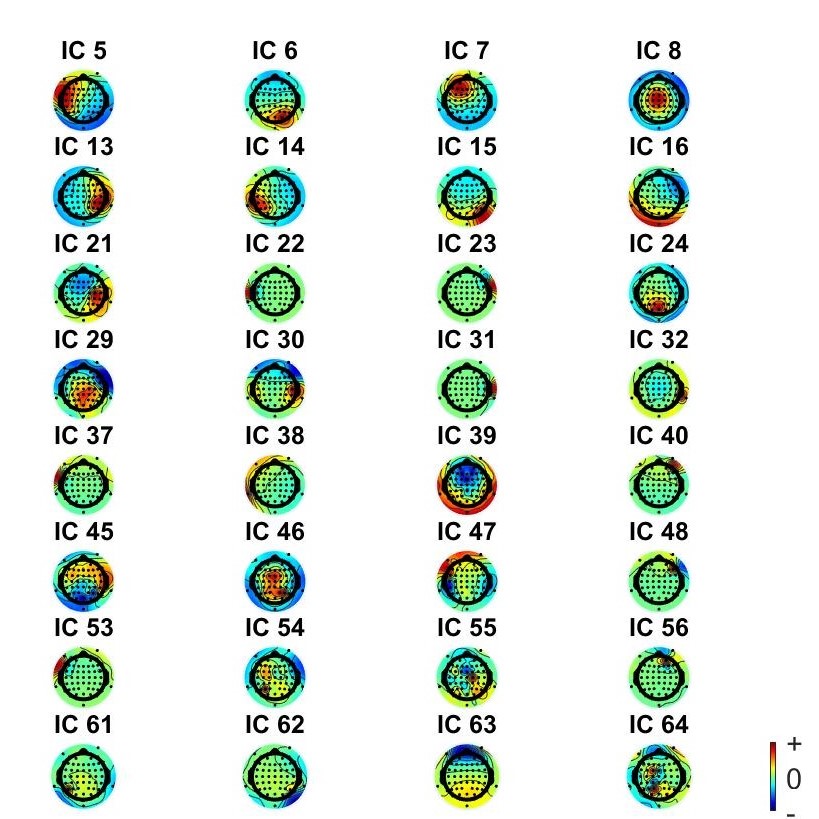 IC 5 IC 6 IC 7 IC 8
IC 13 IC 14 IC 15 IC 16
IC 21 IC 22 IC 23 IC 24
IC 29 IC 30 IC 31 IC 32
IC 37 IC 38 IC 39 IC 40
IC 45 IC 46 IC 47 IC 48
IC 53 IC 54 IC 55 IC 56
IC 61 IC 62 IC 63 IC 64
+
0
-